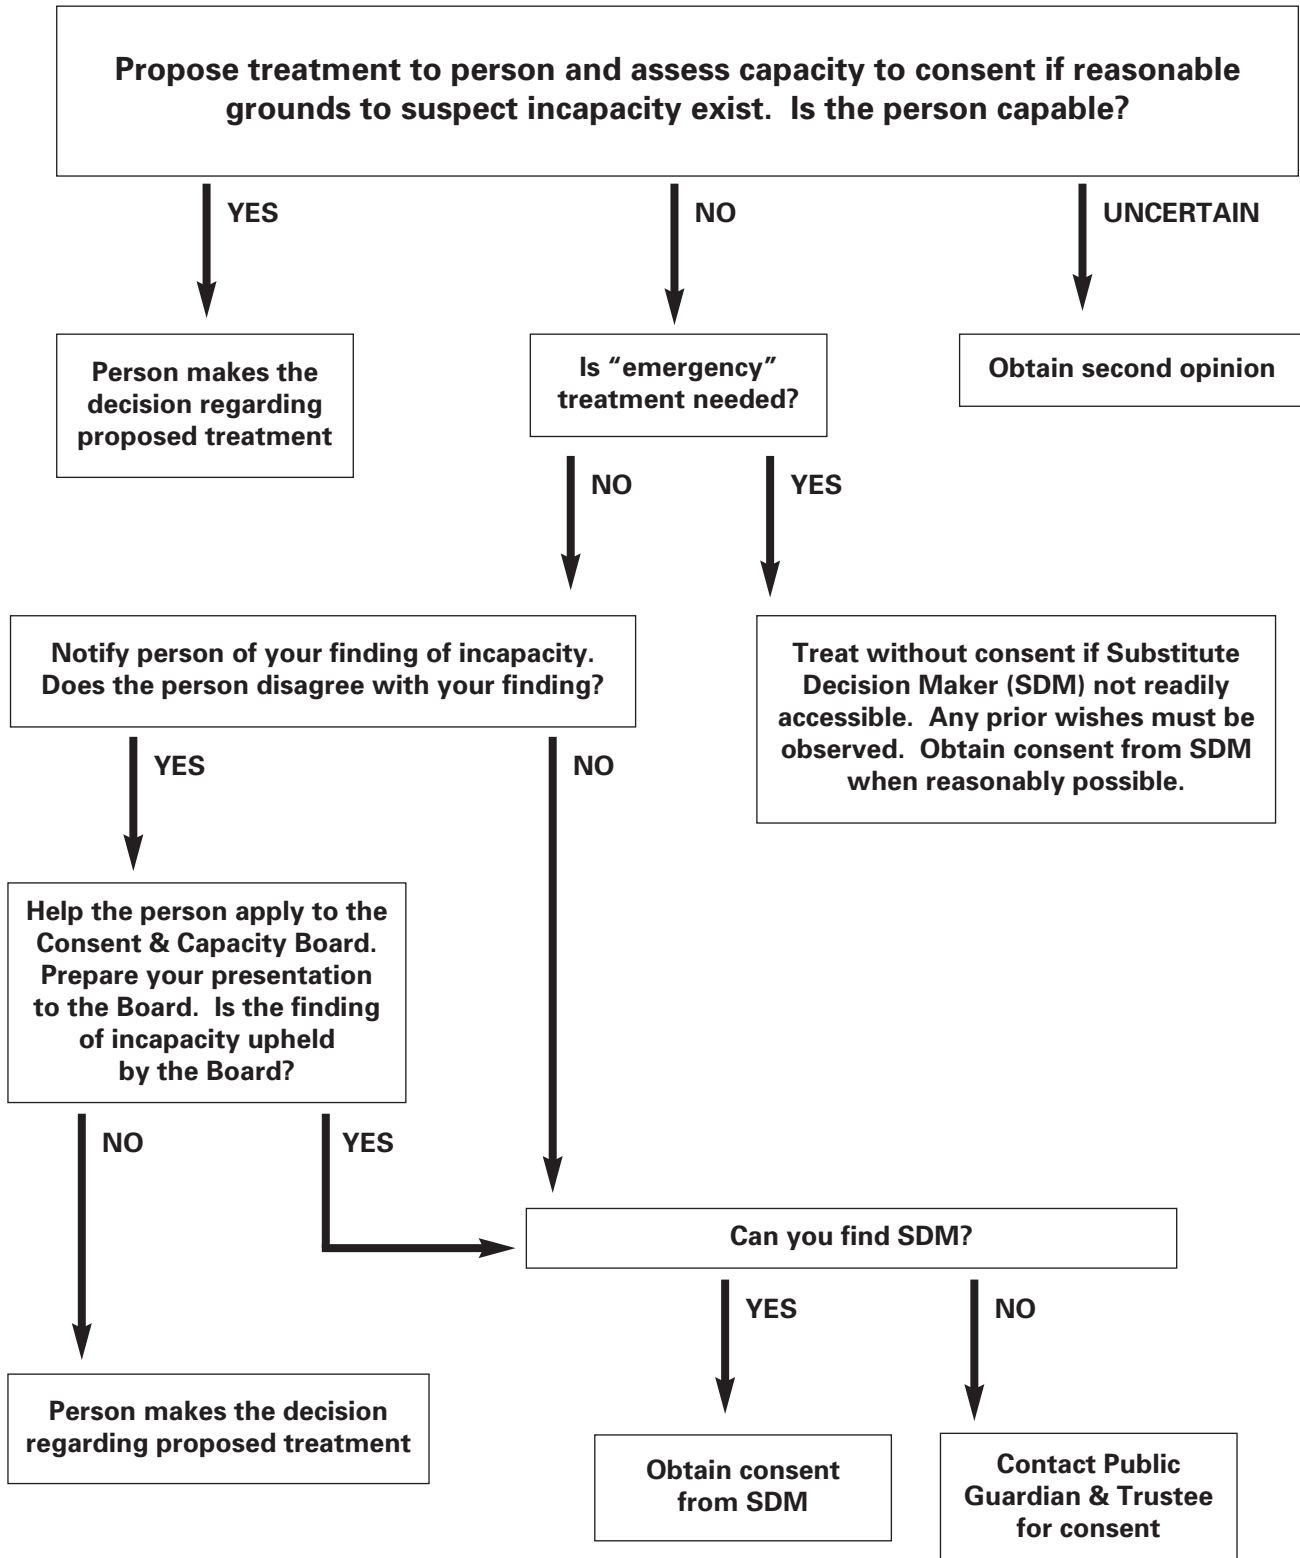 Propose treatment to person and assess capacity to consent if reasonable
grounds to suspect incapacity exist. Is the person capable?
YES
NO
UNCERTAIN
Person makes the
decision regarding
proposed treatment
Is “emergency”
treatment needed?
Obtain second opinion
NO
YES
Notify person of your finding of incapacity.
Does the person disagree with your finding?
Treat without consent if Substitute
Decision Maker (SDM) not readily
accessible. Any prior wishes must be
observed. Obtain consent from SDM
when reasonably possible.
YES
NO
Help the person apply to the
Consent & Capacity Board.
Prepare your presentation
to the Board. Is the finding
of incapacity upheld
by the Board?
NO
YES
Can you find SDM?
YES
NO
Person makes the decision
regarding proposed treatment
Obtain consent
from SDM
Contact Public
Guardian & Trustee
for consent